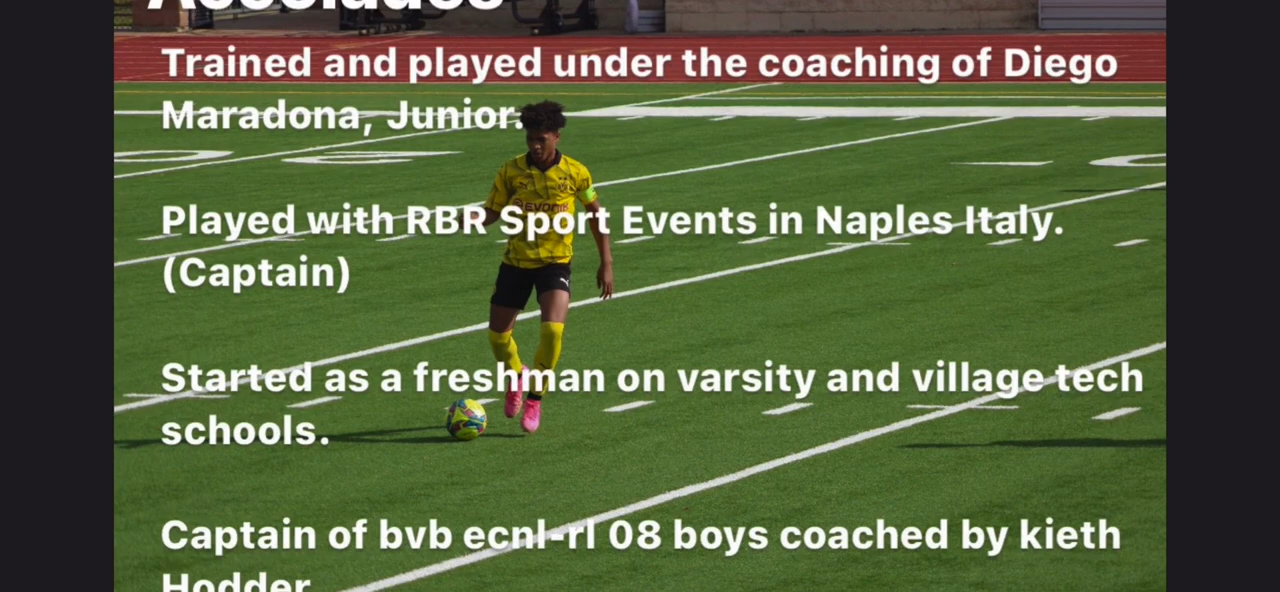 Accolades
Trained and played under the coaching of Diego
Maradona, Junior.
Played with RBR Sport Events in Naples Italy.
(Captain)
Started as a freshman on varsity and village tech
schools.
Captain of bvb ecnl-rl 08 boys coached by kieth
Hodder